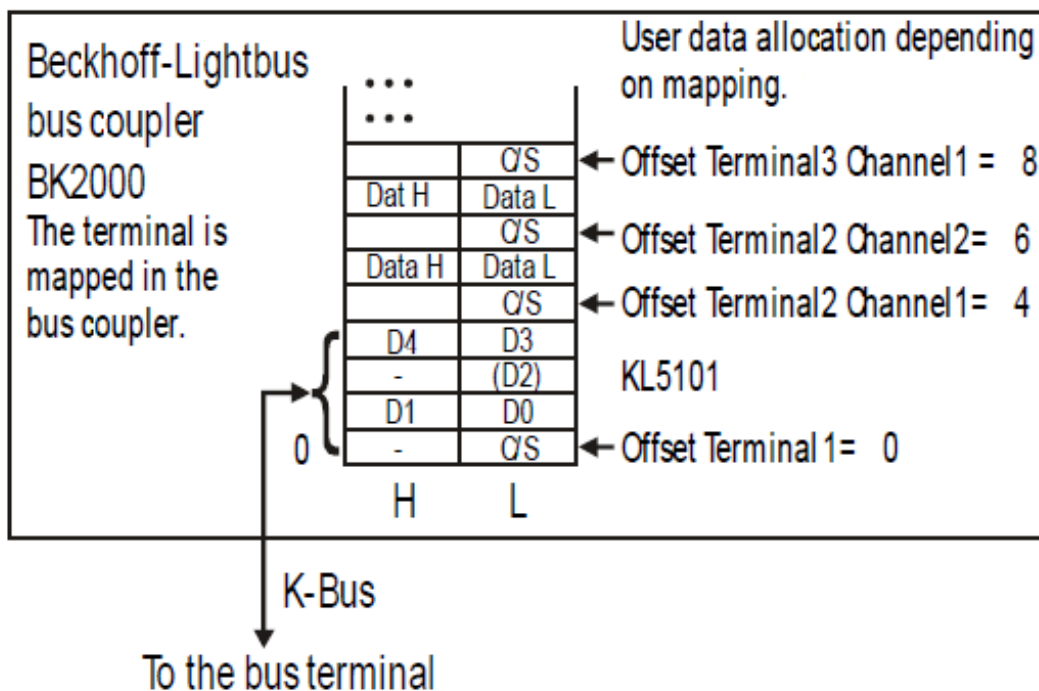 Beckhoff-Lightbus
bus coupler
BK2000
The terminal is
mapped in the
bus coupler.
User data allocation depending
on mapping.
•••
•••
C/S
Offset Terminal3 Channel1 = 8
Dat H Data L
C/S
Offset Terminal2 Channel2= 6
Data H Data L
C/S
Offset Terminal2 Channel1= 4
D4 D3
- (D2)
KL5101
D1 D0
0
- C/S
Offset Terminal 1= 0
H L
K-Bus
To the bus terminal